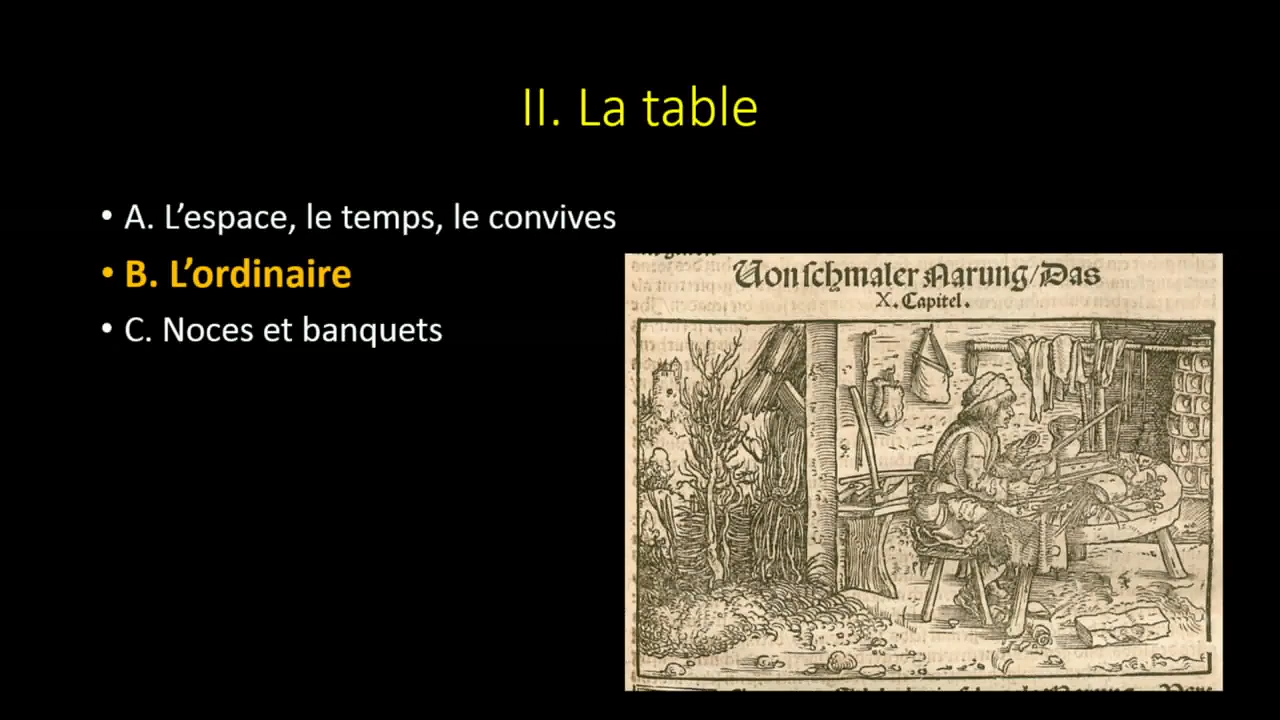 II. La table
• A. L’espace, le temps, le convives
• B. L’ordinaire
• C. Noces et banquets
Von schmaler Narung/Das
X. Capitel.